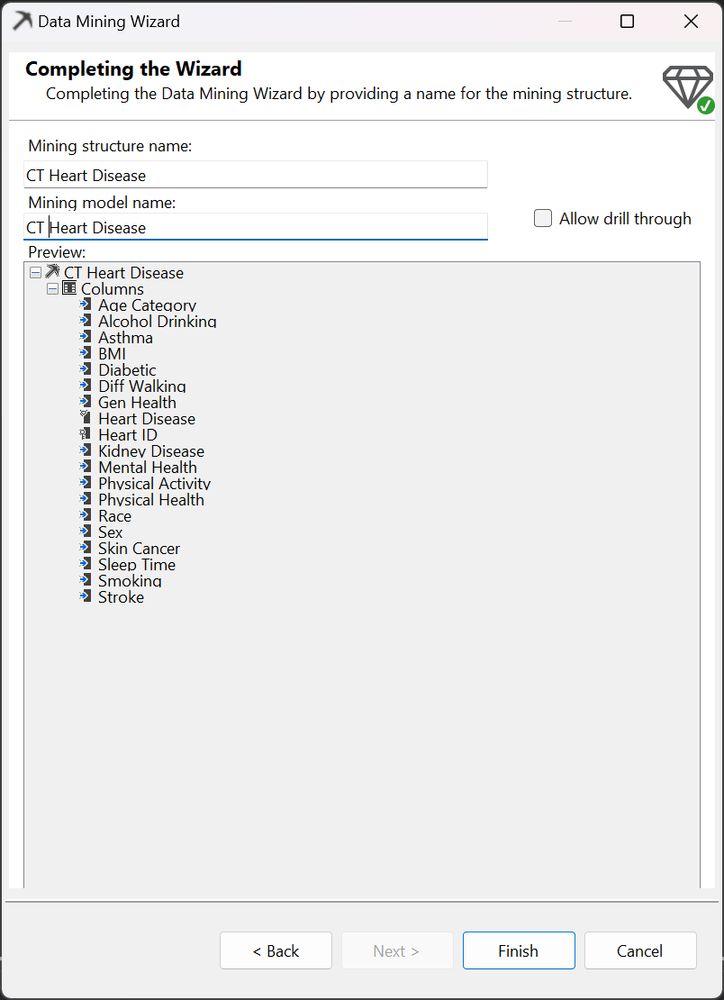 Data Mining Wizard
Completing the Wizard
Completing the Data Mining Wizard by providing a name for the mining structure.
Mining structure name:
CT Heart Disease
Mining model name:
CT Heart Disease
Allow drill through
Preview:
CT Heart Disease
Columns
Age Category
Alcohol Drinking
Asthma
BMI
Diabetic
Diff Walking
Gen Health
Heart Disease
Heart ID
Kidney Disease
Mental Health
Physical Activity
Physical Health
Race
Sex
Skin Cancer
Sleep Time
Smoking
Stroke
< Back
Next >
Finish
Cancel